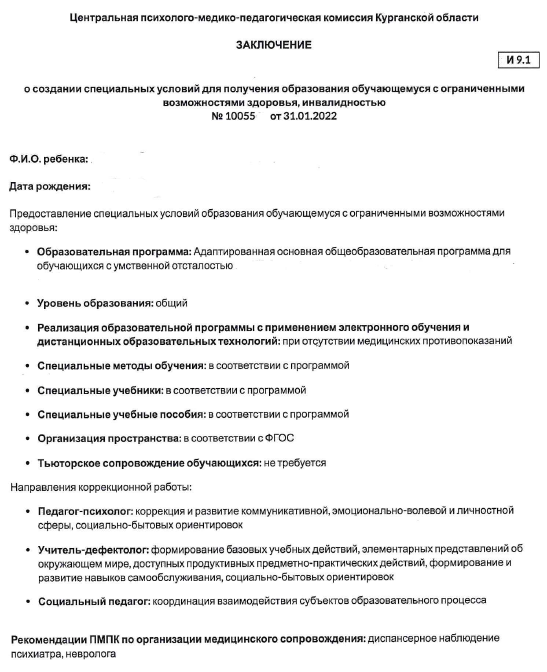 Центральная психолого-медико-педагогическая комиссия Курганской области
ЗАКЛЮЧЕНИЕ
И 9.1
о создании специальных условий для получения образования обучающемуся с ограниченными
возможностями здоровья, инвалидностью
№ 10055 от 31.01.2022
Ф.И.О. ребенка:
Дата рождения:
Предоставление специальных условий образования обучающемуся с ограниченными возможностями
здоровья:
• Образовательная программа: Адаптированная основная общеобразовательная программа для
обучающихся с умственной отсталостью
• Уровень образования: общий
• Реализация образовательной программы с применением электронного обучения и
дистанционных образовательных технологий: при отсутствии медицинских противопоказаний
• Специальные методы обучения: в соответствии с программой
• Специальные учебники: в соответствии с программой
• Специальные учебные пособия: в соответствии с программой
• Организация пространства: в соответствии с ФГОС
• Тьюторское сопровождение обучающихся: не требуется
Направления коррекционной работы:
• Педагог-психолог: коррекция и развитие коммуникативной, эмоционально-волевой и личностной
сферы, социально-бытовых ориентировок
• Учитель-дефектолог: формирование базовых учебных действий, элементарных представлений об
окружающем мире, доступных продуктивных предметно-практических действий, формирование и
развитие навыков самообслуживания, социально-бытовых ориентировок
• Социальный педагог: координация взаимодействия субъектов образовательного процесса
Рекомендации ПМПК по организации медицинского сопровождения: диспансерное наблюдение
психиатра, невролога